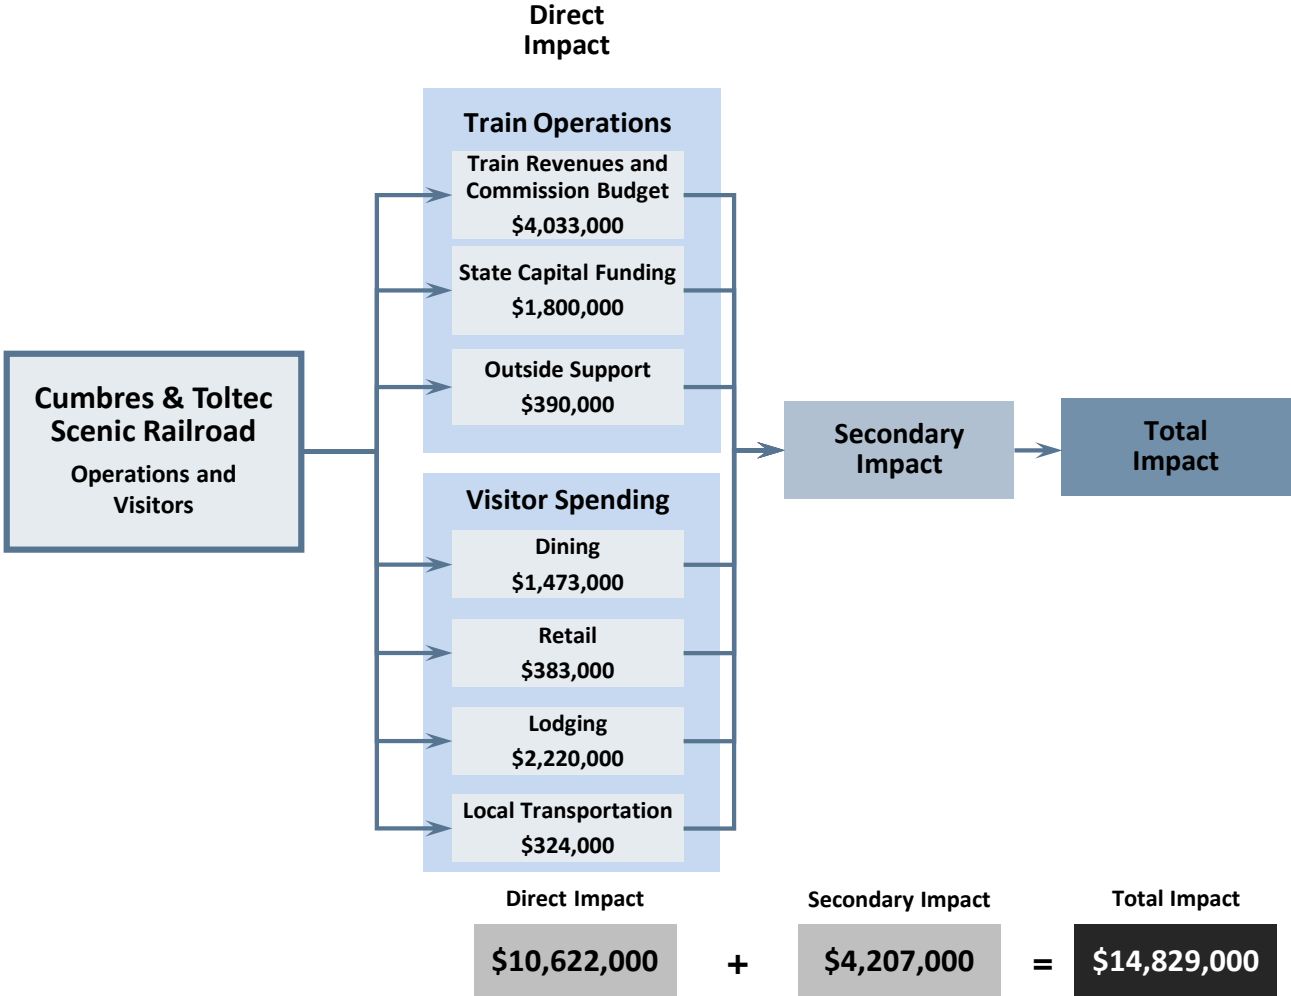 Direct
Impact
Train Operations
Train Revenues and
Commission Budget
$4,033,000
State Capital Funding
$1,800,000
Outside Support
$390,000
Cumbres & Toltec
Scenic Railroad
Operations and
Visitors
Secondary
Impact
Total
Impact
Visitor Spending
Dining
$1,473,000
Retail
$383,000
Lodging
$2,220,000
Local Transportation
$324,000
Direct Impact
Secondary Impact
Total Impact
$10,622,000 + $4,207,000 = $14,829,000